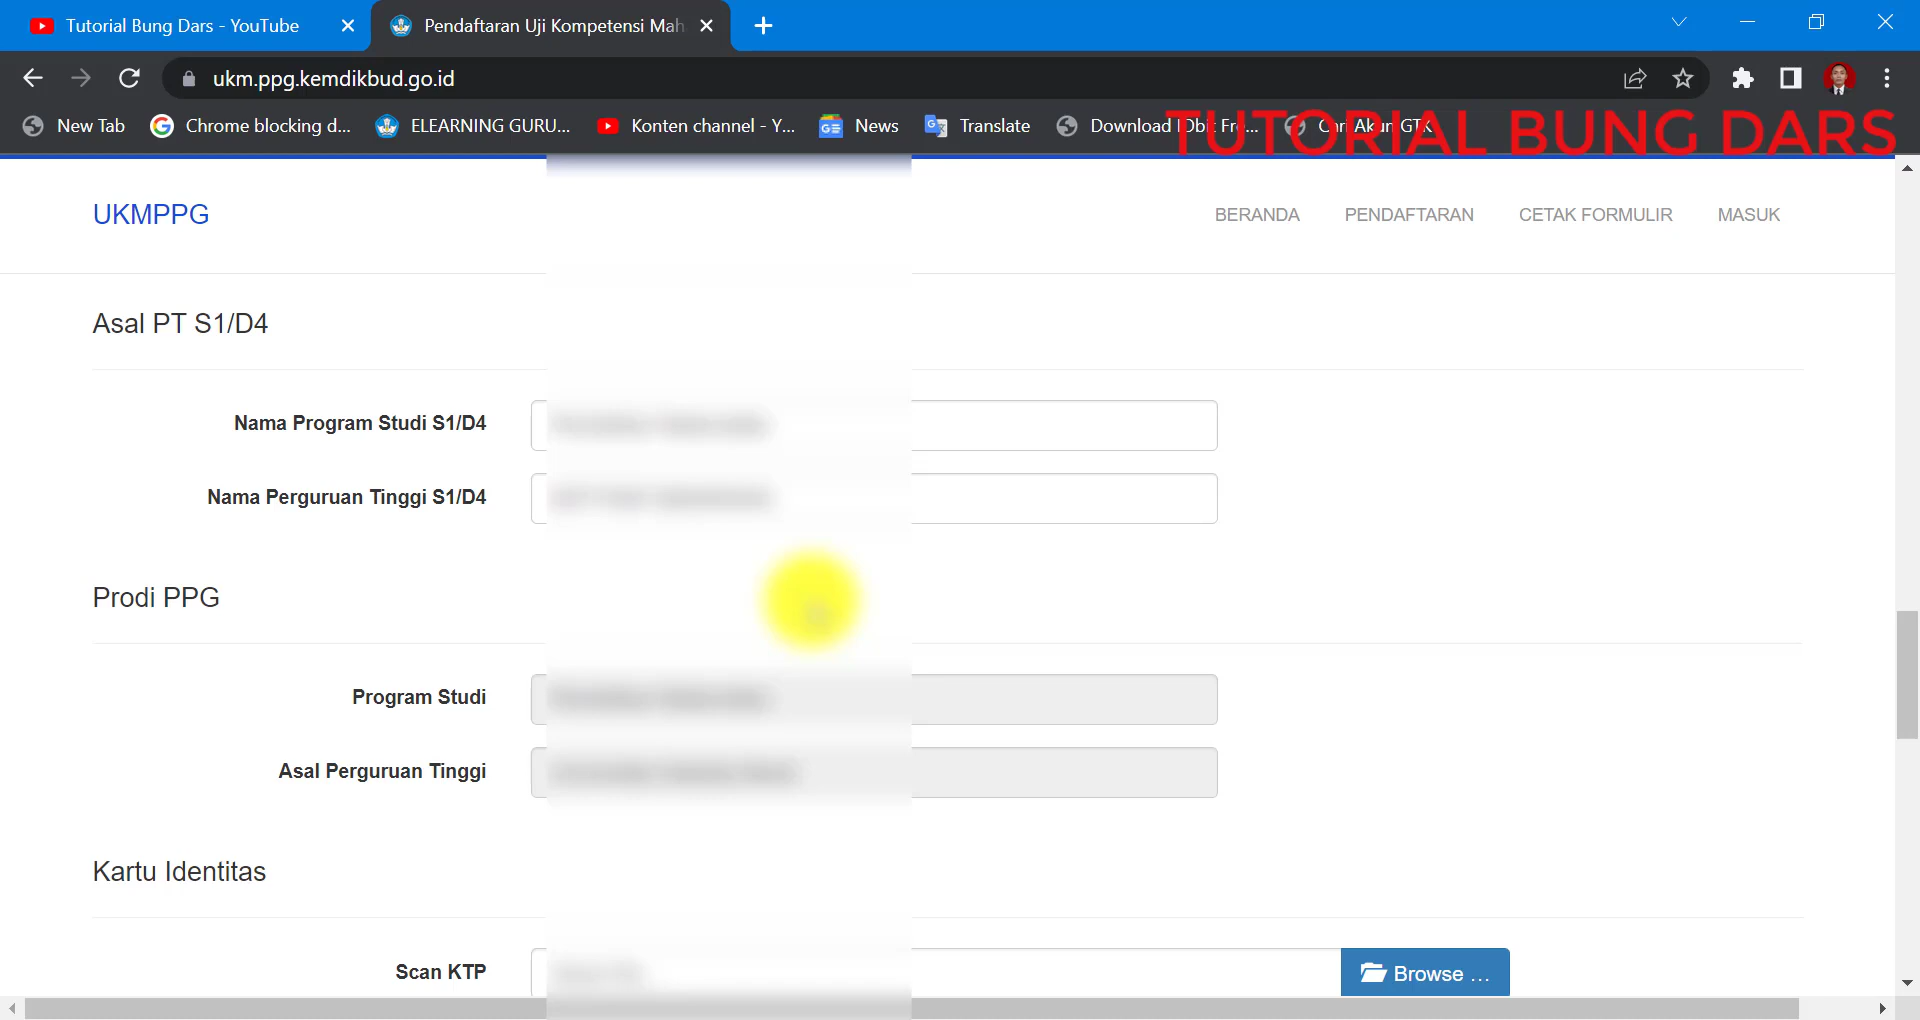 Tutorial Bung Dars - YouTube
Pendaftaran Uji Kompetensi Mah
ukm.ppg.kemdikbud.go.id
New Tab
Chrome blocking d...
ELEARNING GURU...
Konten channel - Y...
News
Translate
Download
TUTORIAL BUNG DARS
UKMPPG
BERANDA
PENDAFTARAN
CETAK FORMULIR
MASUK
Asal PT S1/D4
Nama Program Studi S1/D4
Nama Perguruan Tinggi S1/D4
Prodi PPG
Program Studi
Asal Perguruan Tinggi
Kartu Identitas
Scan KTP
Browse ...